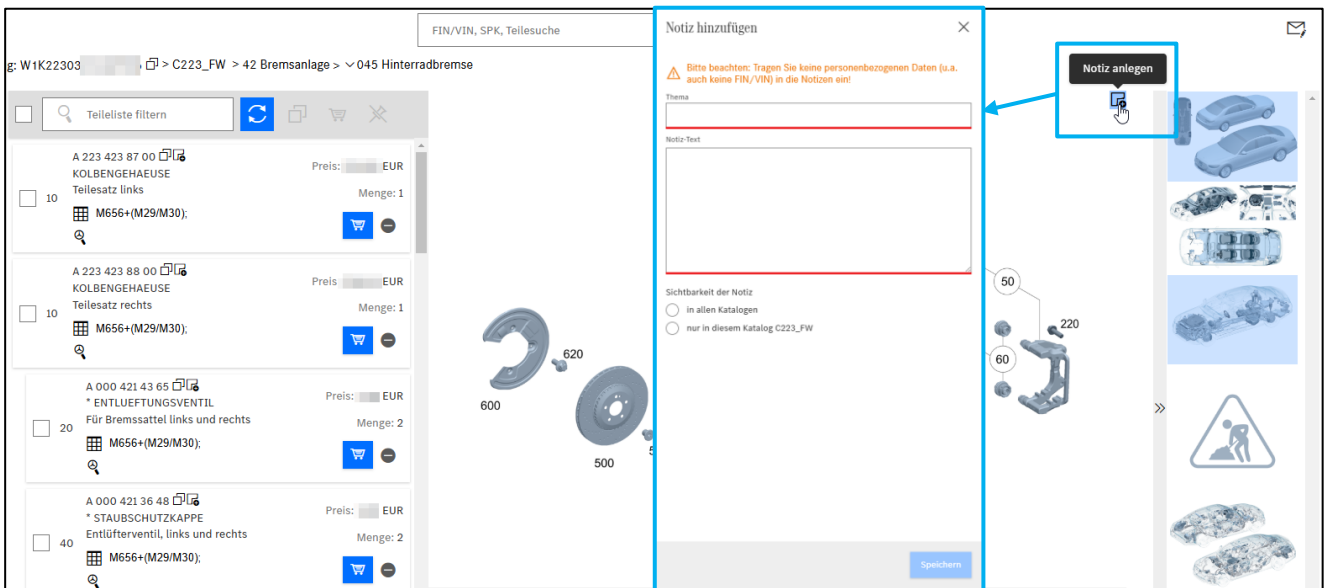 FIN/VIN, SPK, Teilesuche
g: W1K22303 > C223_FW > 42 Bremsanlage > 045 Hinterradbremse
Teileliste filtern
A 223 423 87 00
KOLBENGEHAEUSE
Teilesatz links
10
M656+(M29/M30);
Preis: EUR
Menge: 1
A 223 423 88 00
KOLBENGEHAEUSE
Teilesatz rechts
10
M656+(M29/M30);
Preis EUR
Menge: 1
A 000 421 43 65
* ENTLUEFTUNGSVENTIL
Für Bremssattel links und rechts
20
M656+(M29/M30);
Preis: EUR
Menge: 2
A 000 421 36 48
* STAUBSCHUTZKAPPE
Entlüfterventil, links und rechts
40
M656+(M29/M30);
Preis: EUR
Menge: 2
620
600
500
Notiz hinzufügen
Bitte beachten: Tragen Sie keine personenbezogenen Daten (u.a.
auch keine FIN/VIN) in die Notizen ein!
Thema
Notiz-Text
Sichtbarkeit der Notiz
in allen Katalogen
nur in diesem Katalog C223_FW
Speichern
50
220
60
Notiz anlegen